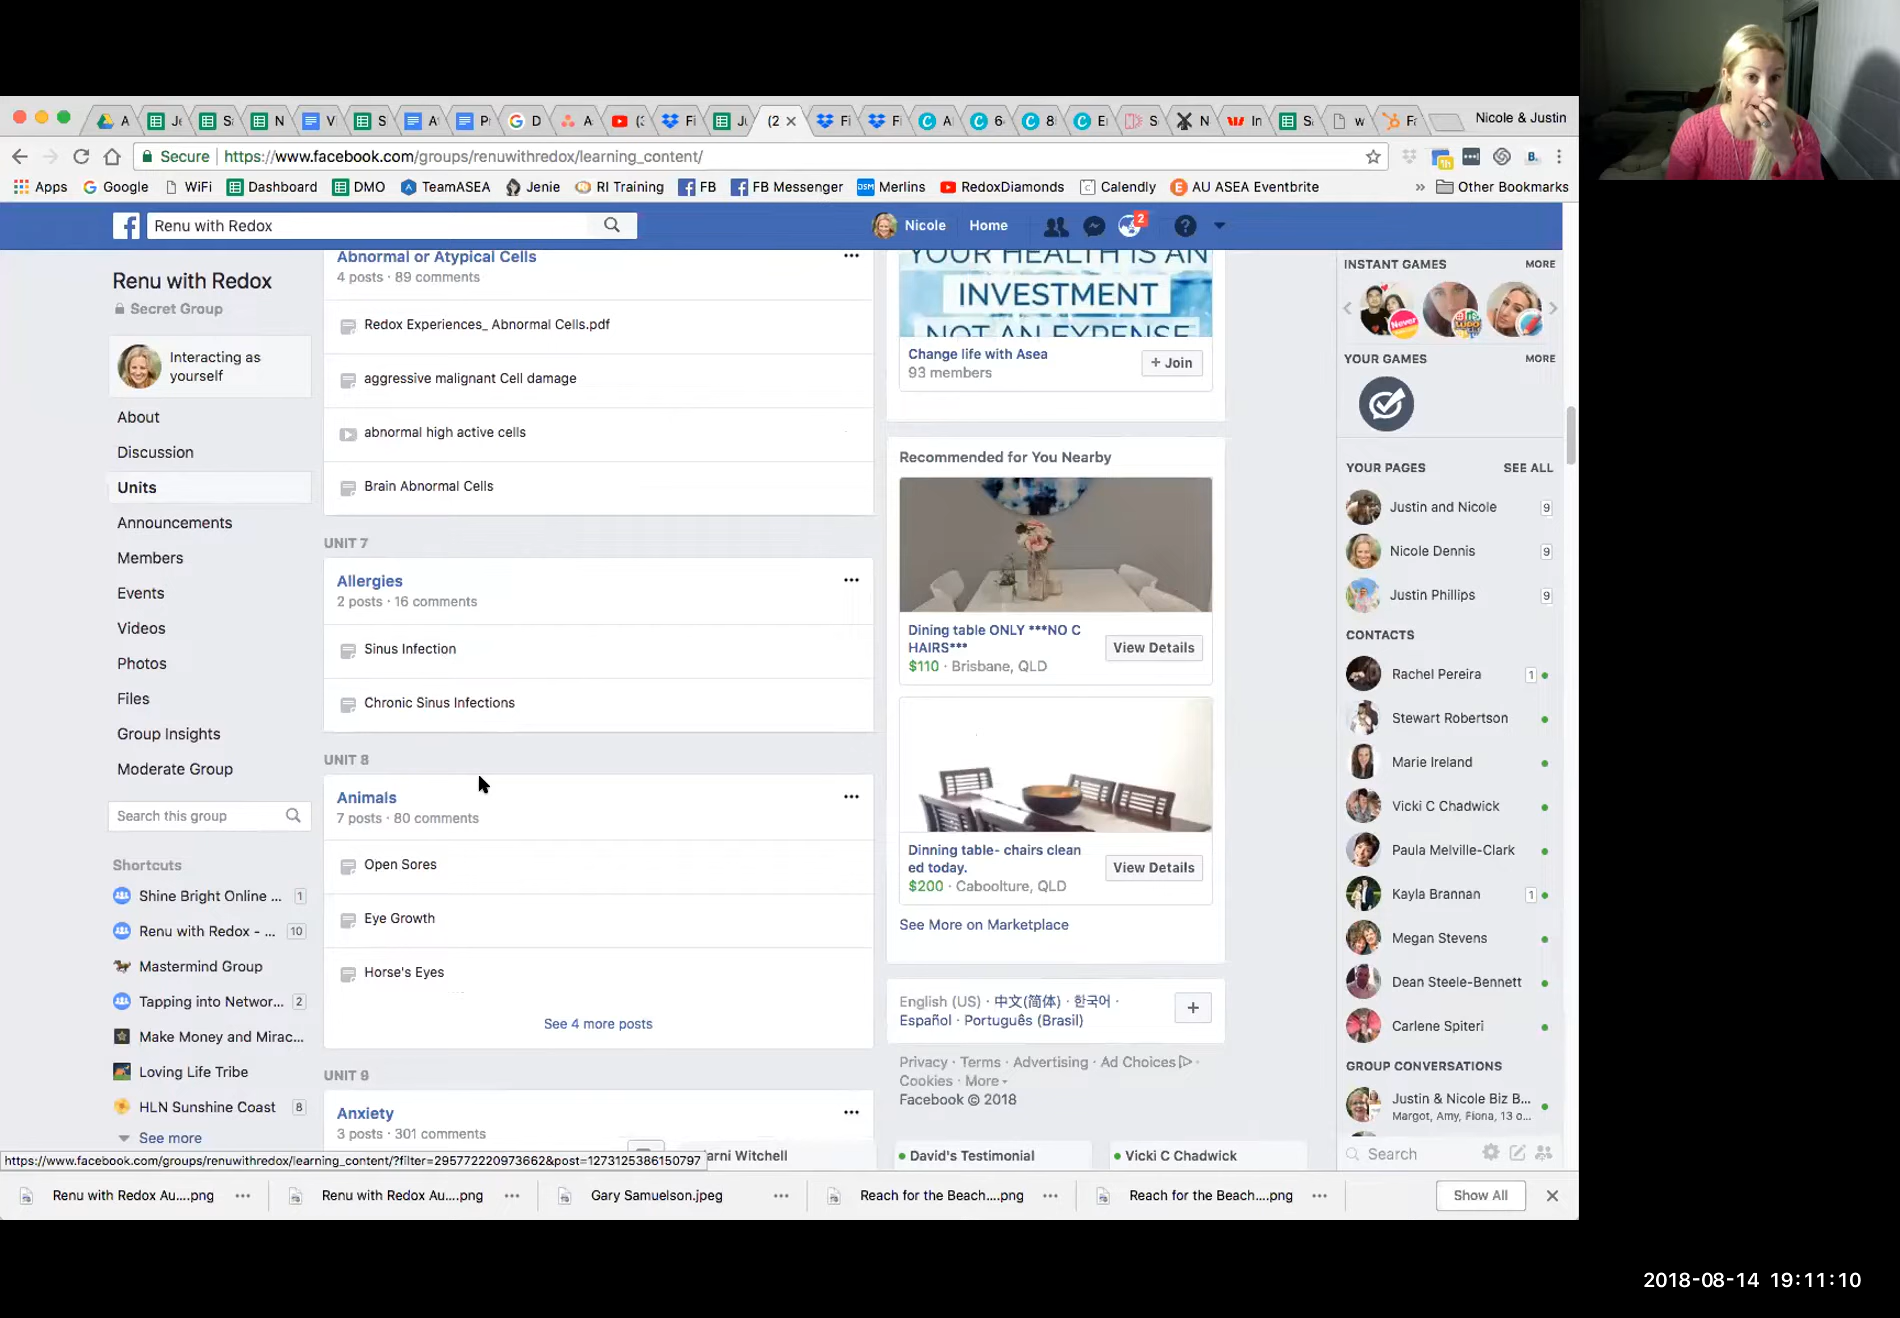 Nicole & Justin
Secure
https://www.facebook.com/groups/renuwithredox/learning_content/
Apps
Google
WiFi
Dashboard
DMO
TeamASEA
Jenie
RI Training
FB
FB Messenger
Merlins
RedoxDiamonds
Calendly
AU ASEA Eventbrite
»
Other Bookmarks
Renu with Redox
Nicole
Home
2
Renu with Redox
Secret Group
Interacting as
yourself
About
Discussion
Units
Announcements
Members
Events
Videos
Photos
Files
Group Insights
Moderate Group
Search this group
Shortcuts
Shine Bright Online ... 1
Renu with Redox - ... 10
Mastermind Group
Tapping into Networ... 2
Make Money and Mirac...
Loving Life Tribe
HLN Sunshine Coast 8
See more
Abnormal or Atypical Cells
4 posts · 89 comments
Redox Experiences_ Abnormal Cells.pdf
aggressive malignant Cell damage
abnormal high active cells
Brain Abnormal Cells
UNIT 7
Allergies
2 posts · 16 comments
Sinus Infection
Chronic Sinus Infections
UNIT 8
Animals
7 posts · 80 comments
Open Sores
Eye Growth
Horse's Eyes
See 4 more posts
UNIT 9
Anxiety
3 posts · 301 comments
YOUR HEALTH IS AN
INVESTMENT
NOT AN EXPENSE
Change life with Asea
93 members
+ Join
Recommended for You Nearby
Dining table ONLY ***NO C
HAIRS***
$110 · Brisbane, QLD
View Details
Dinning table- chairs clean
ed today.
$200 · Caboolture, QLD
View Details
See More on Marketplace
English (US) · 中文(简体) · 한국어 ·
Español · Português (Brasil)
Privacy · Terms · Advertising · Ad Choices ·
Cookies · More
Facebook © 2018
INSTANT GAMES MORE
YOUR GAMES MORE
YOUR PAGES SEE ALL
Justin and Nicole 9
Nicole Dennis 9
Justin Phillips 9
CONTACTS
Rachel Pereira 1
Stewart Robertson
Marie Ireland
Vicki C Chadwick
Paula Melville-Clark
Kayla Brannan 1
Megan Stevens
Dean Steele-Bennett
Carlene Spiteri
GROUP CONVERSATIONS
Justin & Nicole Biz B...
Margot, Amy, Fiona, 13 o...
Search
arni Witchell
David's Testimonial
Vicki C Chadwick
https://www.facebook.com/groups/renuwithredox/learning_content/?filter=295772220973662&post=1273125386150797
Renu with Redox Au....png
Renu with Redox Au....png
Gary Samuelson.jpeg
Reach for the Beach....png
Reach for the Beach....png
Show All
2018-08-14 19:11:10